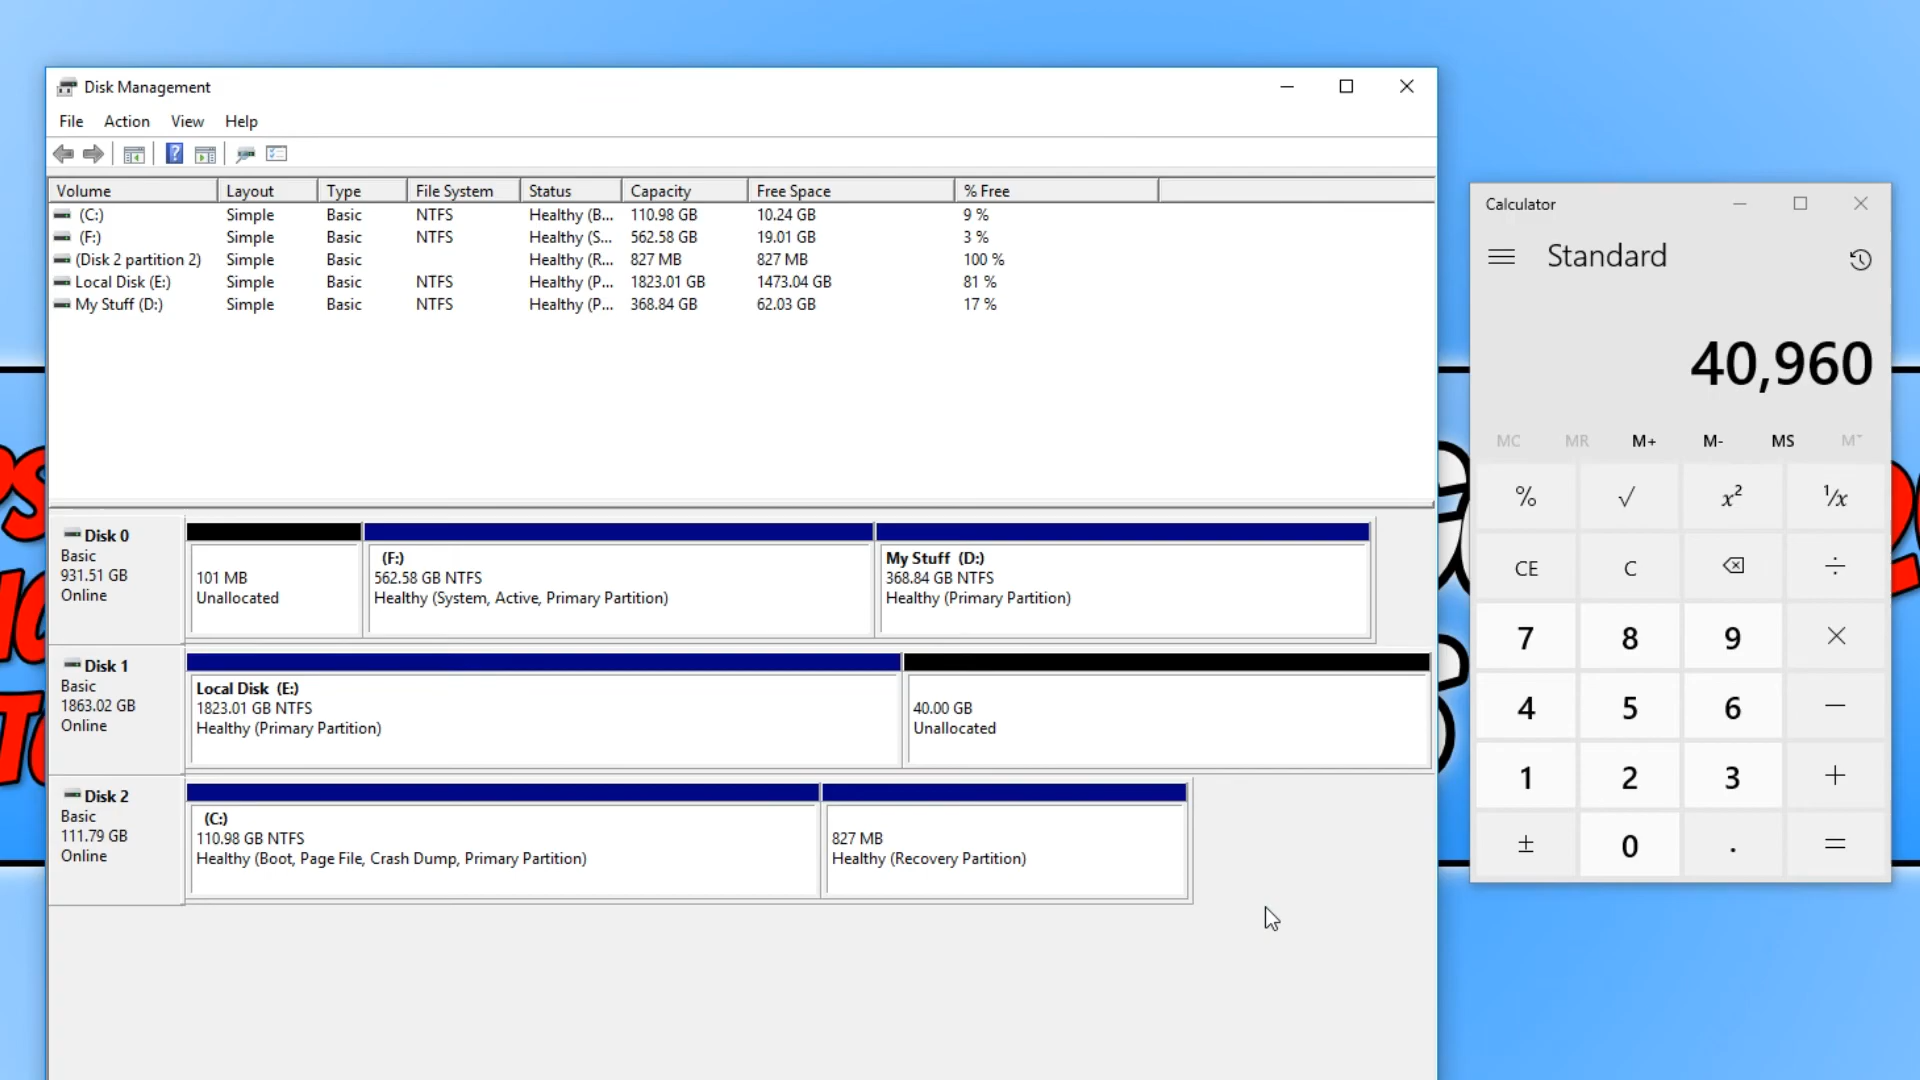 Disk Management
File Action View Help
Volume Layout Type File System Status Capacity Free Space % Free
(C:) Simple Basic NTFS Healthy (B... 110.98 GB 10.24 GB 9 %
(F:) Simple Basic NTFS Healthy (S... 562.58 GB 19.01 GB 3 %
(Disk 2 partition 2) Simple Basic Healthy (R... 827 MB 827 MB 100 %
Local Disk (E:) Simple Basic NTFS Healthy (P... 1823.01 GB 1473.04 GB 81 %
My Stuff (D:) Simple Basic NTFS Healthy (P... 368.84 GB 62.03 GB 17 %
Disk 0
Basic
931.51 GB
Online
101 MB
Unallocated
(F:)
562.58 GB NTFS
Healthy (System, Active, Primary Partition)
My Stuff (D:)
368.84 GB NTFS
Healthy (Primary Partition)
Disk 1
Basic
1863.02 GB
Online
Local Disk (E:)
1823.01 GB NTFS
Healthy (Primary Partition)
40.00 GB
Unallocated
Disk 2
Basic
111.79 GB
Online
(C:)
110.98 GB NTFS
Healthy (Boot, Page File, Crash Dump, Primary Partition)
827 MB
Healthy (Recovery Partition)
Calculator
Standard
40,960
MC MR M+ M- MS M˅
% √ x² ¹/x
CE C ⌫ ÷
7 8 9 ×
4 5 6 −
1 2 3 +
± 0 . =